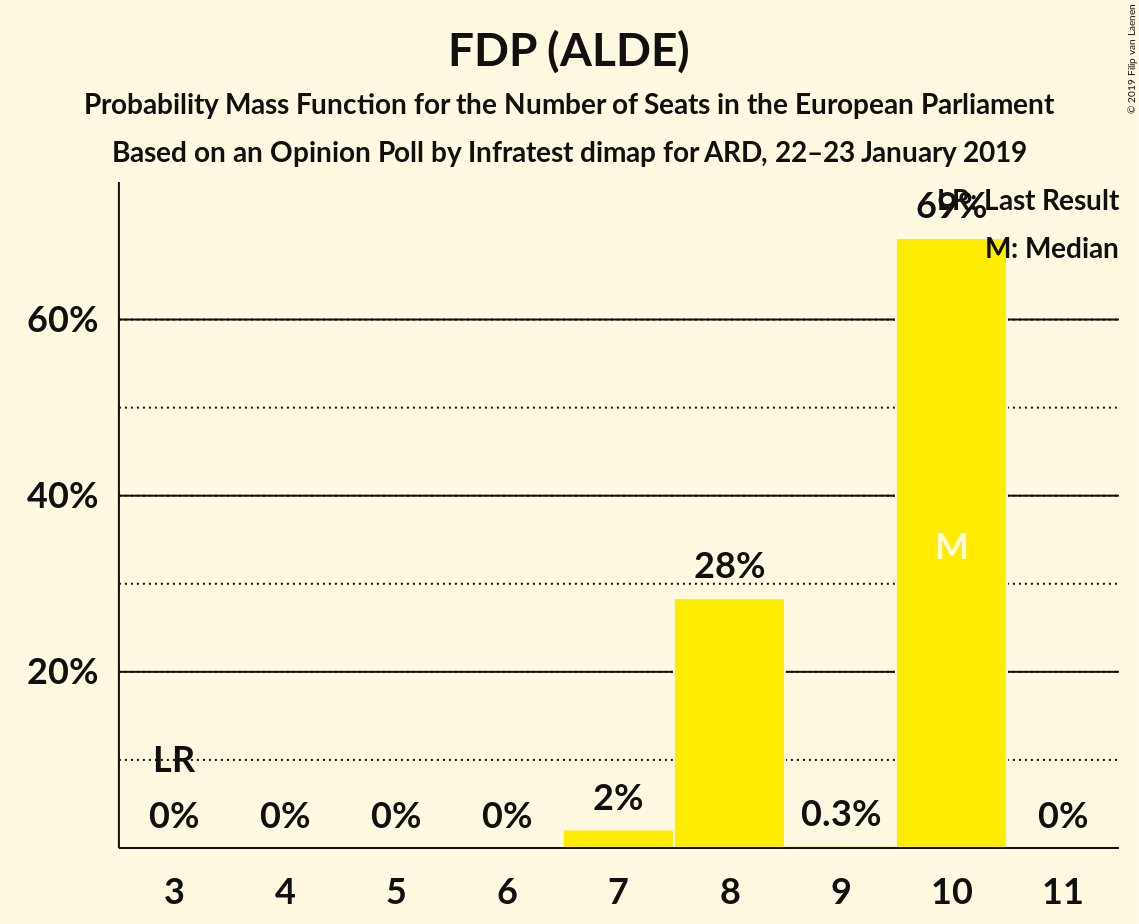 FDP (ALDE)
Probability Mass Function for the Number of Seats in the European Parliament
Based on an Opinion Poll by Infratest dimap for ARD, 22–23 January 2019
© 2019 Filip van Laenen
LR: Last Result
M: Median
69%
60%
40%
M
28%
20%
LR
0%
0%
0%
0%
2%
0.3%
0%
3 4 5 6 7 8 9 10 11